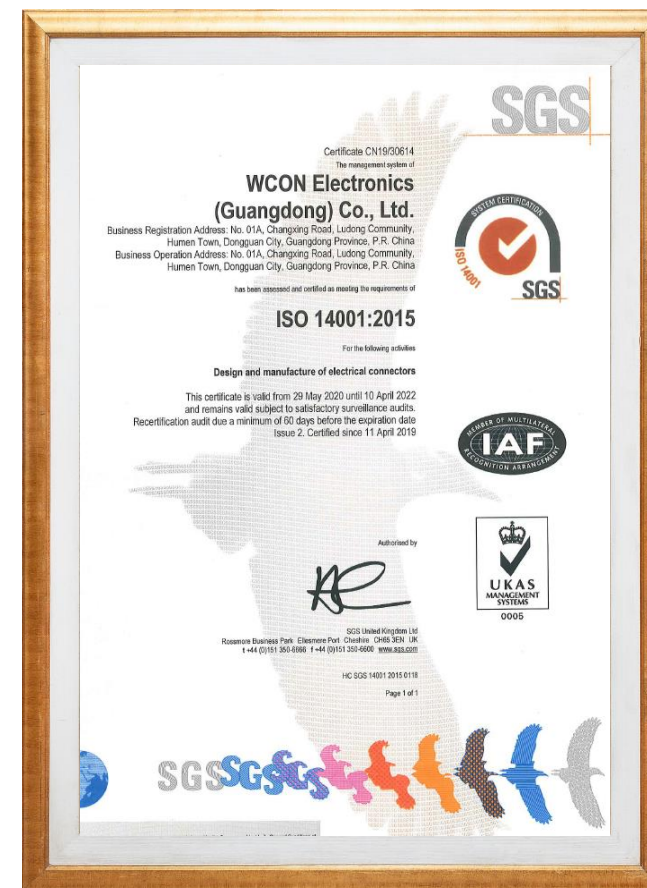 SGS
Certificate CN19/30614
The management system of
WCON Electronics
(Guangdong) Co., Ltd.
Business Registration Address: No. 01A, Changxing Road, Ludong Community,
Humen Town, Dongguan City, Guangdong Province, P.R. China
Business Operation Address: No. 01A, Changxing Road, Ludong Community,
Humen Town, Dongguan City, Guangdong Province, P.R. China
has been assessed and certified as meeting the requirements of
ISO 14001:2015
For the following activities
Design and manufacture of electrical connectors
This certificate is valid from 29 May 2020 until 10 April 2022
and remains valid subject to satisfactory surveillance audits.
Recertification audit due a minimum of 60 days before the expiration date
Issue 2. Certified since 11 April 2019
SYSTEM CERTIFICATION
ISO 14001
SGS
MEMBER OF MULTILATERAL
IAF
RECOGNITION ARRANGEMENT
Authorised by
UKAS
MANAGEMENT
SYSTEMS
0005
SGS United Kingdom Ltd
Rossmore Business Park Ellesmere Port Cheshire CH65 3EN UK
t +44 (0)151 350-6666 f +44 (0)151 350-6600 www.sgs.com
HC SGS 14001 2015 0118
Page 1 of 1
SGS SGS SGS